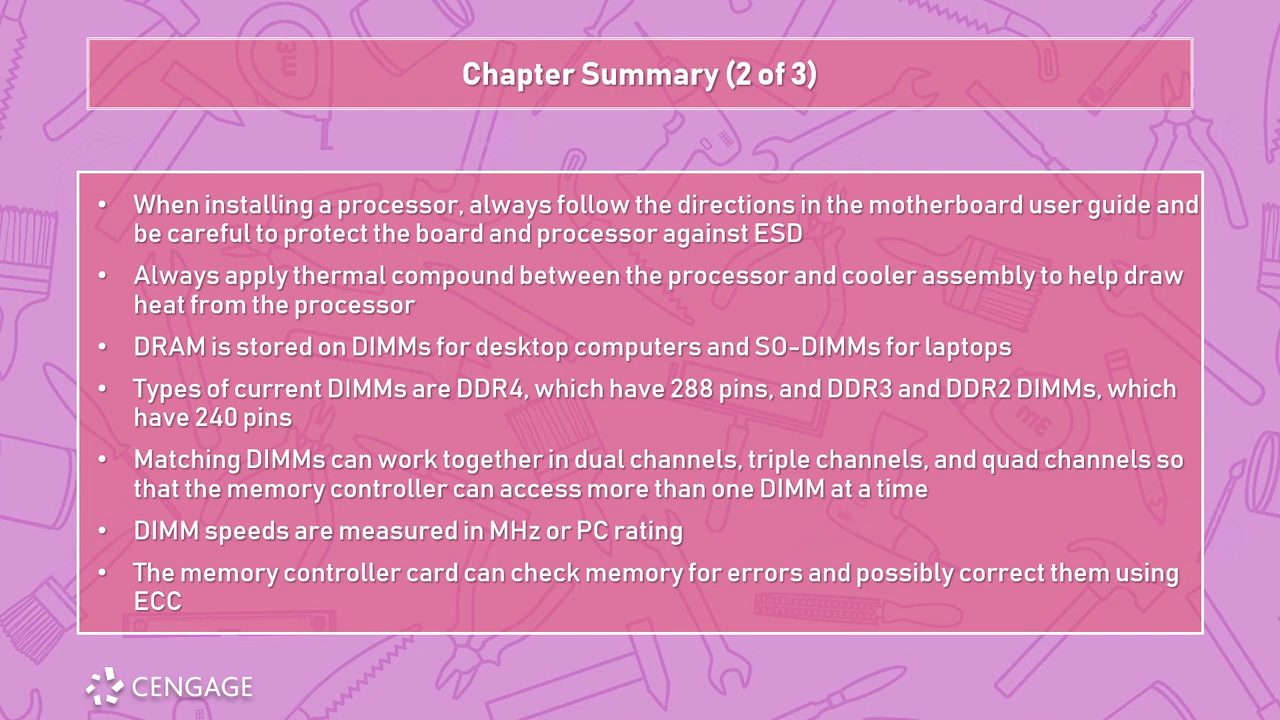 Chapter Summary (2 of 3)
• When installing a processor, always follow the directions in the motherboard user guide and
be careful to protect the board and processor against ESD
• Always apply thermal compound between the processor and cooler assembly to help draw
heat from the processor
• DRAM is stored on DIMMs for desktop computers and SO-DIMMs for laptops
• Types of current DIMMs are DDR4, which have 288 pins, and DDR3 and DDR2 DIMMs, which
have 240 pins
• Matching DIMMs can work together in dual channels, triple channels, and quad channels so
that the memory controller can access more than one DIMM at a time
• DIMM speeds are measured in MHz or PC rating
• The memory controller card can check memory for errors and possibly correct them using
ECC
CENGAGE